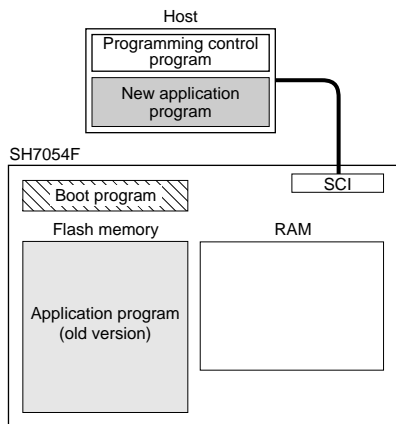 Host
Programming control
program
New application
program
SH7054F
SCI
Boot program
Flash memory
RAM
Application program
(old version)